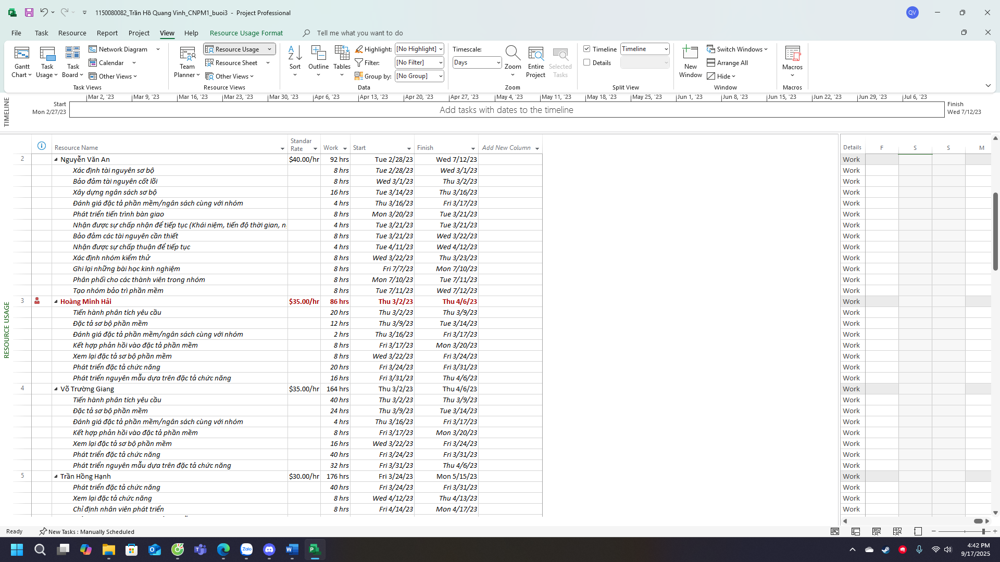 1150080082_Trần Hồ Quang Vinh_CNPM1_buoi3 - Project Professional
QV
File Task Resource Report Project View Help Resource Usage Format Tell me what you want to do
Gantt Chart
Task Usage
Task Board
Network Diagram
Calendar
Other Views
Task Views
Team Planner
Resource Usage
Resource Sheet
Other Views
Resource Views
Sort
Outline
Tables
Highlight: [No Highlight]
Filter: [No Filter]
Group by: [No Group]
Data
Timescale:
Days
Zoom
Entire Project
Selected Tasks
Zoom
Timeline Timeline
Details
Split View
New Window
Switch Windows
Arrange All
Hide
Window
Macros
Macros
TIMELINE
Mar 2, '23 Mar 9, '23 Mar 16, '23 Mar 23, '23 Mar 30, '23 Apr 6, '23 Apr 13, '23 Apr 20, '23 Apr 27, '23 May 4, '23 May 11, '23 May 18, '23 May 25, '23 Jun 1, '23 Jun 8, '23 Jun 15, '23 Jun 22, '23 Jun 29, '23 Jul 6, '23
Start
Mon 2/27/23
Add tasks with dates to the timeline
Finish
Wed 7/12/23
RESOURCE USAGE
Resource Name Standar Rate Work Start Finish Add New Column Details F S S M
2 Nguyễn Văn An $40.00/hr 92 hrs Tue 2/28/23 Wed 7/12/23 Work
Xác định tài nguyên sơ bộ 8 hrs Tue 2/28/23 Wed 3/1/23 Work
Bảo đảm tài nguyên cốt lõi 8 hrs Wed 3/1/23 Thu 3/2/23 Work
Xây dựng ngân sách sơ bộ 16 hrs Tue 3/14/23 Thu 3/16/23 Work
Đánh giá đặc tả phần mềm/ngân sách cùng với nhóm 4 hrs Thu 3/16/23 Fri 3/17/23 Work
Phát triển tiến trình bàn giao 8 hrs Mon 3/20/23 Tue 3/21/23 Work
Nhận được sự chấp nhận để tiếp tục (Khái niệm, tiến độ thời gian, n 4 hrs Tue 3/21/23 Tue 3/21/23 Work
Bảo đảm các tài nguyên cần thiết 8 hrs Tue 3/21/23 Wed 3/22/23 Work
Nhận được sự chấp thuận để tiếp tục 4 hrs Tue 4/11/23 Wed 4/12/23 Work
Xác định nhóm kiểm thử 8 hrs Wed 3/22/23 Thu 3/23/23 Work
Ghi lại những bài học kinh nghiệm 8 hrs Fri 7/7/23 Mon 7/10/23 Work
Phân phối cho các thành viên trong nhóm 8 hrs Mon 7/10/23 Tue 7/11/23 Work
Tạo nhóm bảo trì phần mềm 8 hrs Tue 7/11/23 Wed 7/12/23 Work
3 Hoàng Minh Hải $35.00/hr 86 hrs Thu 3/2/23 Thu 4/6/23 Work
Tiến hành phân tích yêu cầu 20 hrs Thu 3/2/23 Thu 3/9/23 Work
Đặc tả sơ bộ phần mềm 12 hrs Thu 3/9/23 Tue 3/14/23 Work
Đánh giá đặc tả phần mềm/ngân sách cùng với nhóm 2 hrs Thu 3/16/23 Fri 3/17/23 Work
Kết hợp phản hồi vào đặc tả phần mềm 8 hrs Fri 3/17/23 Mon 3/20/23 Work
Xem lại đặc tả sơ bộ phần mềm 8 hrs Wed 3/22/23 Fri 3/24/23 Work
Phát triển đặc tả chức năng 20 hrs Fri 3/24/23 Fri 3/31/23 Work
Phát triển nguyên mẫu dựa trên đặc tả chức năng 16 hrs Fri 3/31/23 Thu 4/6/23 Work
4 Võ Trường Giang $35.00/hr 164 hrs Thu 3/2/23 Thu 4/6/23 Work
Tiến hành phân tích yêu cầu 40 hrs Thu 3/2/23 Thu 3/9/23 Work
Đặc tả sơ bộ phần mềm 24 hrs Thu 3/9/23 Tue 3/14/23 Work
Đánh giá đặc tả phần mềm/ngân sách cùng với nhóm 4 hrs Thu 3/16/23 Fri 3/17/23 Work
Kết hợp phản hồi vào đặc tả phần mềm 8 hrs Fri 3/17/23 Mon 3/20/23 Work
Xem lại đặc tả sơ bộ phần mềm 16 hrs Wed 3/22/23 Fri 3/24/23 Work
Phát triển đặc tả chức năng 40 hrs Fri 3/24/23 Fri 3/31/23 Work
Phát triển nguyên mẫu dựa trên đặc tả chức năng 32 hrs Fri 3/31/23 Thu 4/6/23 Work
5 Trần Hồng Hạnh $30.00/hr 176 hrs Fri 3/24/23 Mon 5/15/23 Work
Phát triển đặc tả chức năng 40 hrs Fri 3/24/23 Fri 3/31/23 Work
Xem lại đặc tả chức năng 8 hrs Wed 4/12/23 Thu 4/13/23 Work
Chỉ định nhân viên phát triển 8 hrs Fri 4/14/23 Mon 4/17/23 Work
Ready New Tasks : Manually Scheduled
Zalo
4:42 PM
9/17/2025